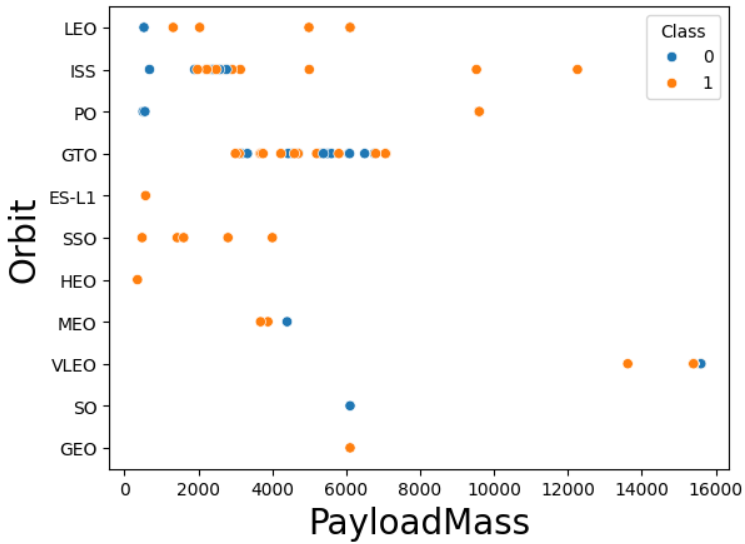 LEO
ISS
PO
GTO
ES-L1
SSO
HEO
MEO
VLEO
SO
GEO
Orbit
Class
0
1
0 2000 4000 6000 8000 10000 12000 14000 16000
PayloadMass